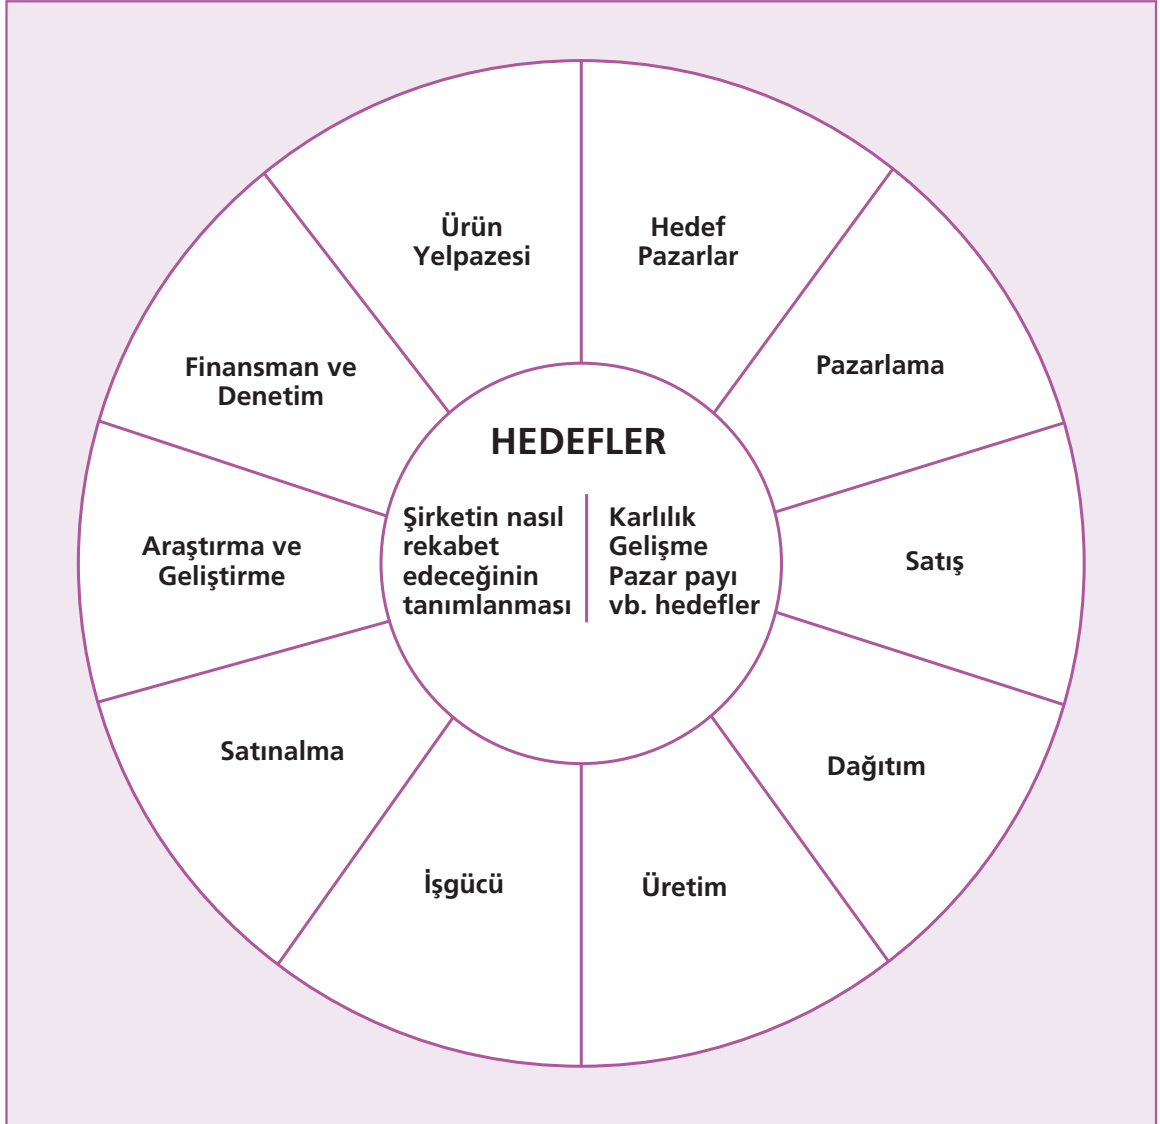 Ürün
Yelpazesi
Hedef
Pazarlar
Pazarlama
Finansman ve
Denetim
HEDEFLER
Şirketin nasıl
rekabet
edeceğinin
tanımlanması
Karlılık
Gelişme
Pazar payı
vb. hedefler
Araştırma ve
Geliştirme
Satış
Satınalma
Dağıtım
İşgücü
Üretim